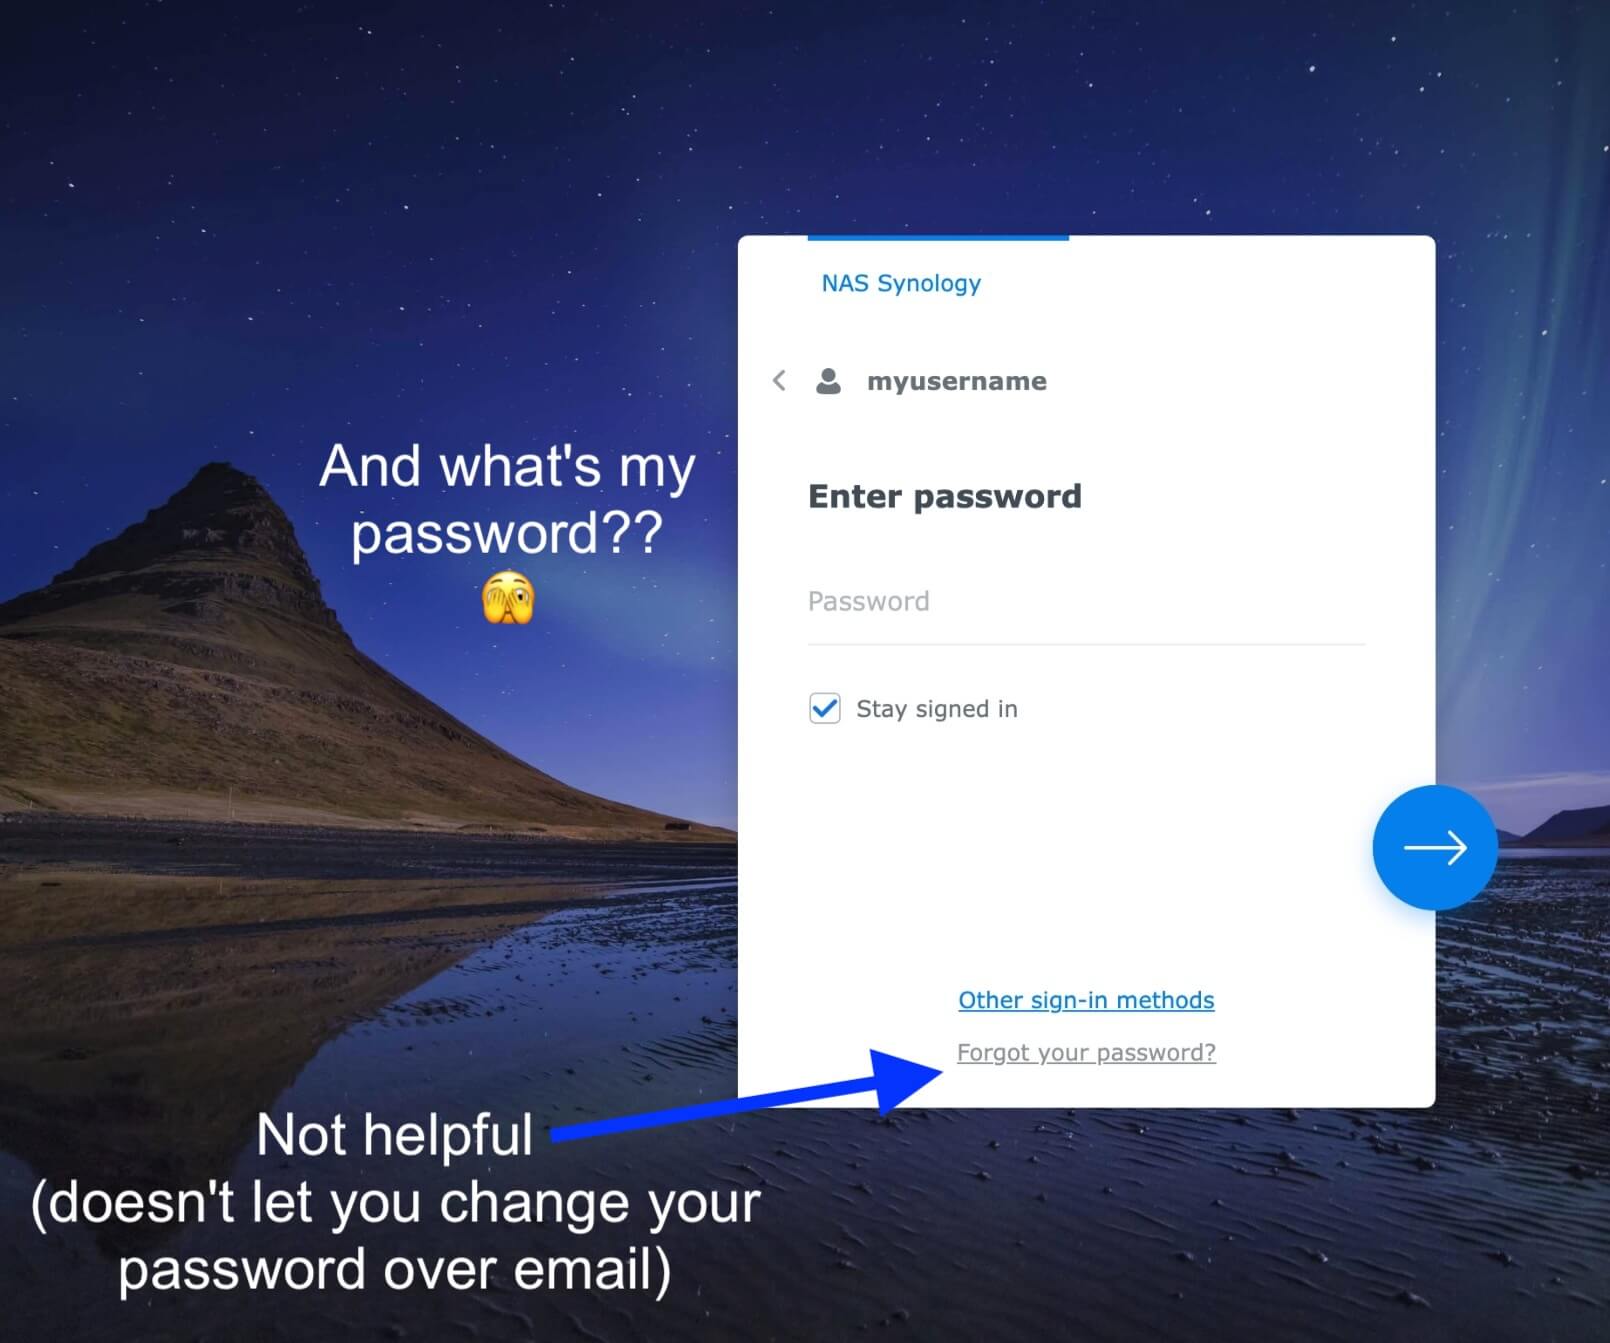 NAS Synology
myusername
And what's my
password??
🫣
Enter password
Password
Stay signed in
Other sign-in methods
Forgot your password?
Not helpful
(doesn't let you change your
password over email)